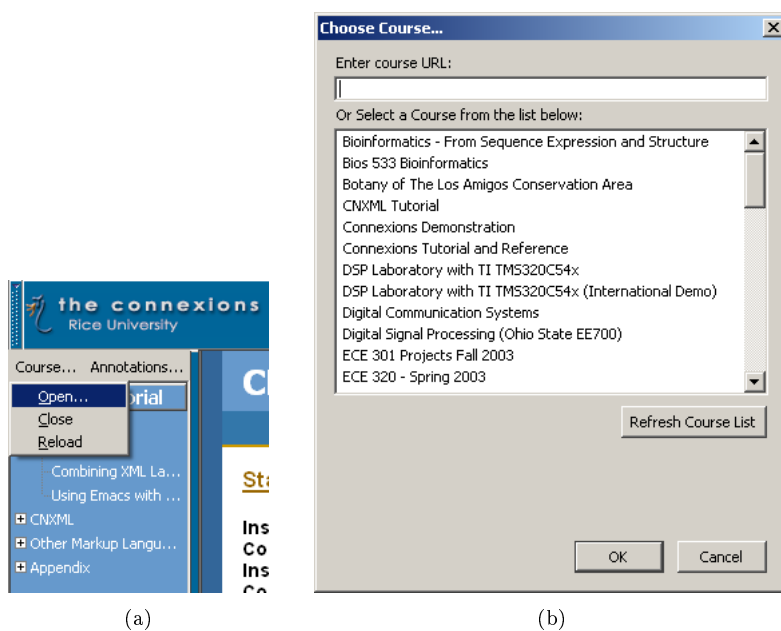 the connexions
Rice University
Course... Annotations...
Open...
Close
Reload
Combining XML La...
Using Emacs with ...
CNXML
Other Markup Langu...
Appendix
Ins
Co
Ins
(a)
Choose Course...
Enter course URL:
Or Select a Course from the list below:
Bioinformatics - From Sequence Expression and Structure
Bios 533 Bioinformatics
Botany of The Los Amigos Conservation Area
CNXML Tutorial
Connexions Demonstration
Connexions Tutorial and Reference
DSP Laboratory with TI TMS320C54x
DSP Laboratory with TI TMS320C54x (International Demo)
Digital Communication Systems
Digital Signal Processing (Ohio State EE700)
ECE 301 Projects Fall 2003
ECE 320 - Spring 2003
Refresh Course List
OK Cancel
(b)